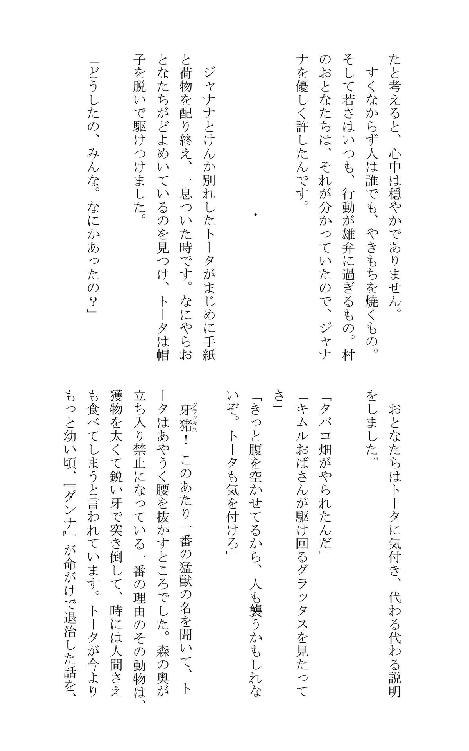 たと考えると、心中は穏やかでありません。
すくなからず人は誰でも、やきもちを焼くもの。
そして若さはいつも、行動が雄弁に過ぎるもの。村
のおとなたちは、それが分かっていたので、ジャナ
ナを優しく許したんです。
・
ジャナナとけんか別れしたトータがまじめに手紙
と荷物を配り終え、一息ついた時です。なにやらお
となたちがどよめいているのを見つけ、トータは帽
子を脱いで駆けつけました。
「どうしたの、みんな。なにかあったの？」
おとなたちはトータに気付き、代わる代わる説明
をしました。
「タバコ畑がやられたんだ」
「キムルおばさんが駆け回るグラッタスを見たって
さ」
「きっと腹を空かせてるから、人も襲うかもしれな
いぞ。トータも気を付けろ」
牙猪！　このあたり一番の猛獣の名を聞いて、ト
ータはあやうく腰を抜かすところでした。森の奥が
立ち入り禁止になっている一番の理由のその動物は、
獲物を太くて鋭い牙で突き倒して、時には人間さえ
も食べてしまうと言われています。トータが今より
もっと幼い頃、『ダンナ』が命がけで退治した話を、